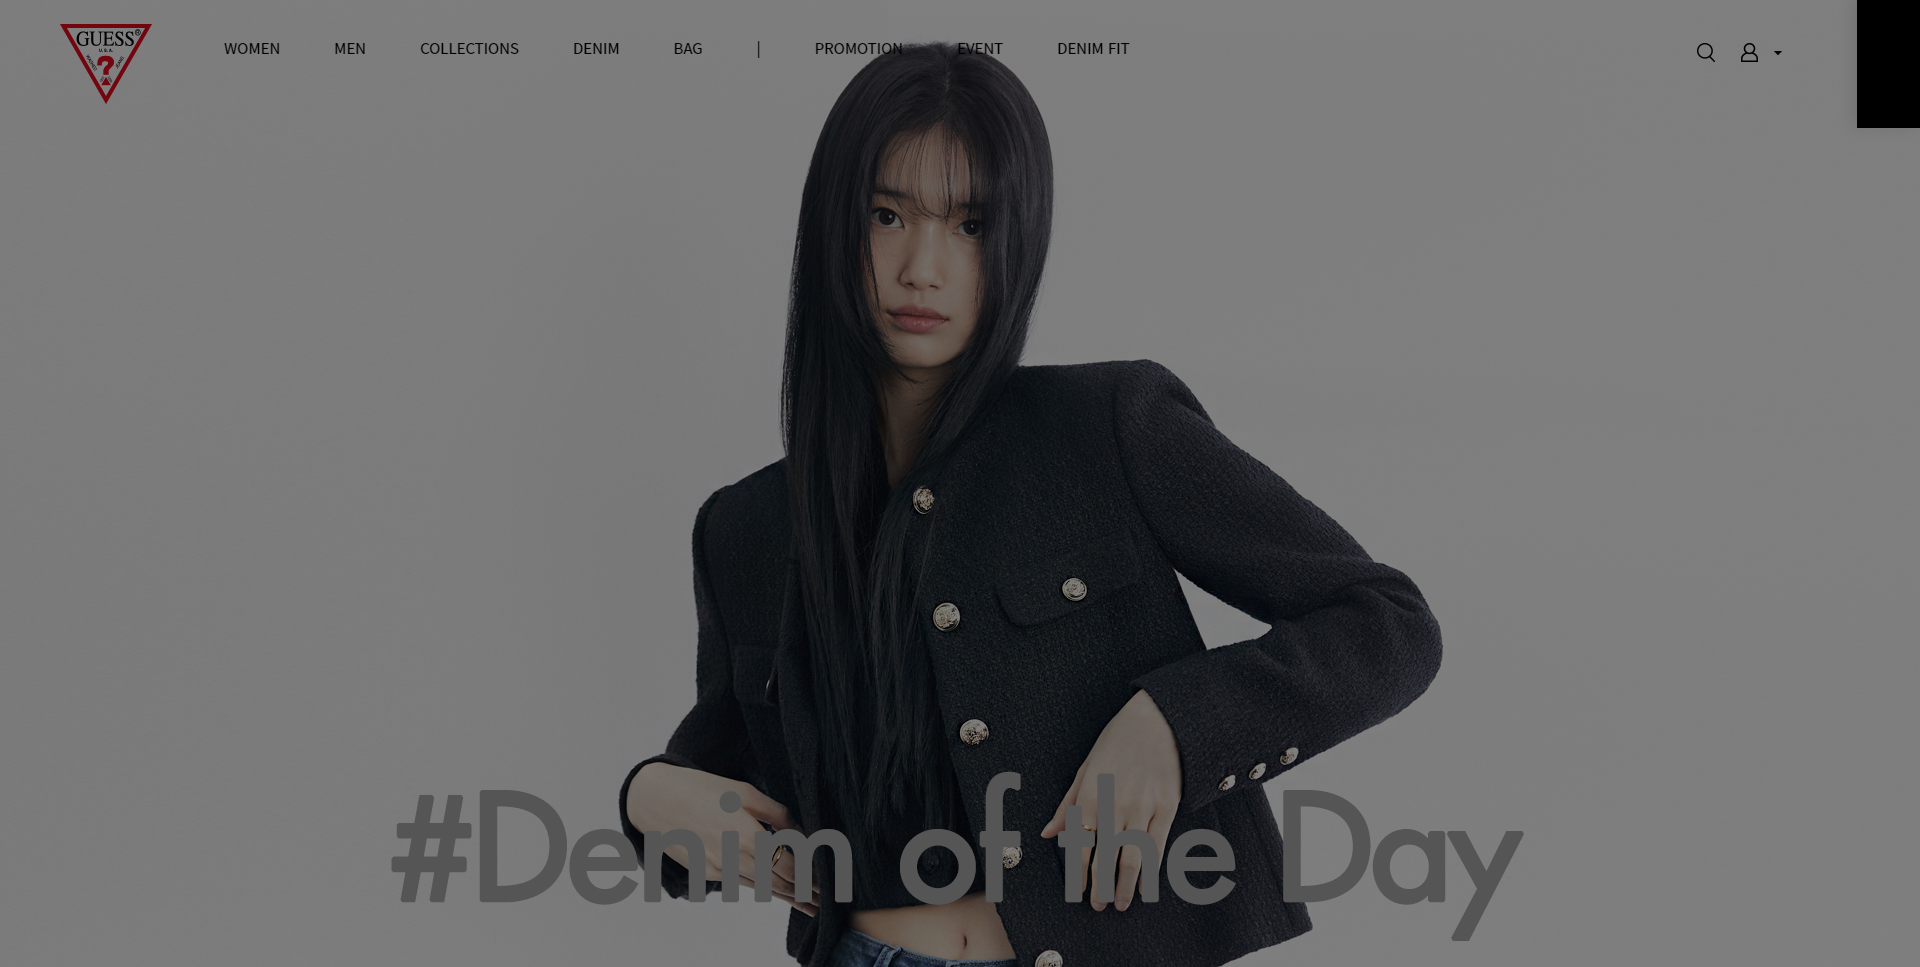 GUESS®
U.S.A.
?
WOMEN MEN COLLECTIONS DENIM BAG | PROMOTION EVENT DENIM FIT
#Denim of the Day